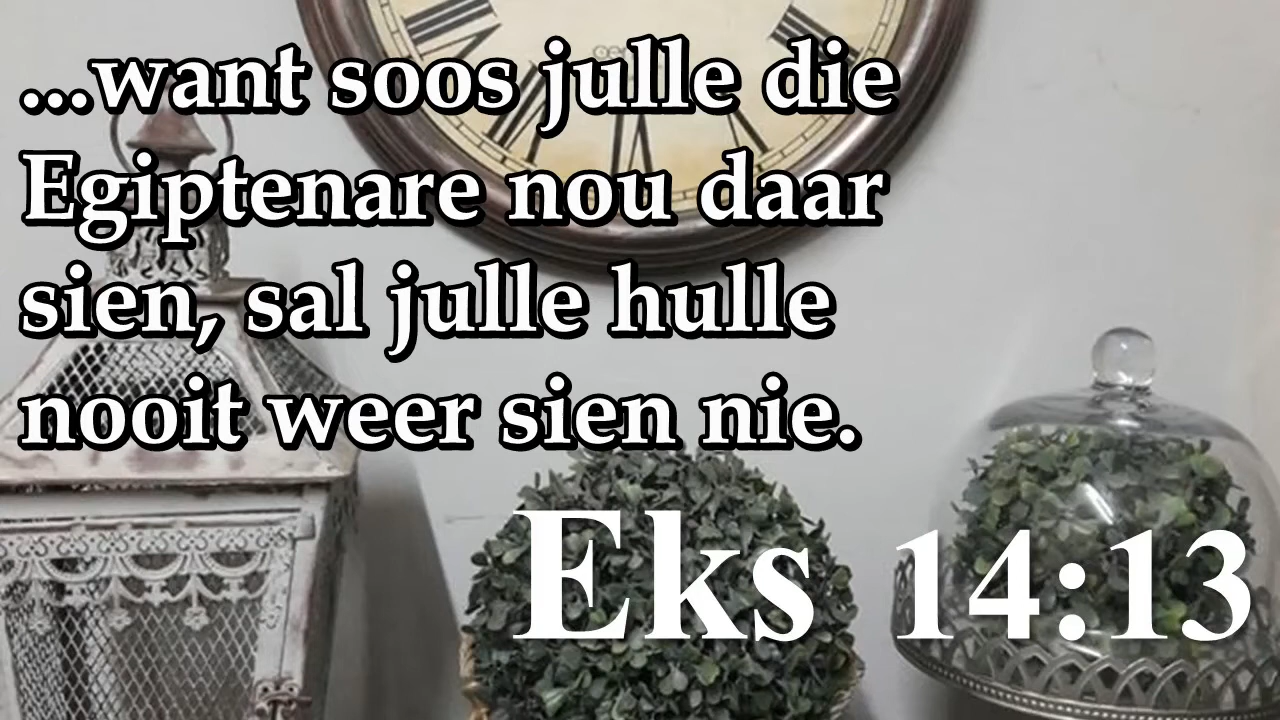 ...want soos julle die
Egiptenare nou daar
sien, sal julle hulle
nooit weer sien nie.
Eks 14:13